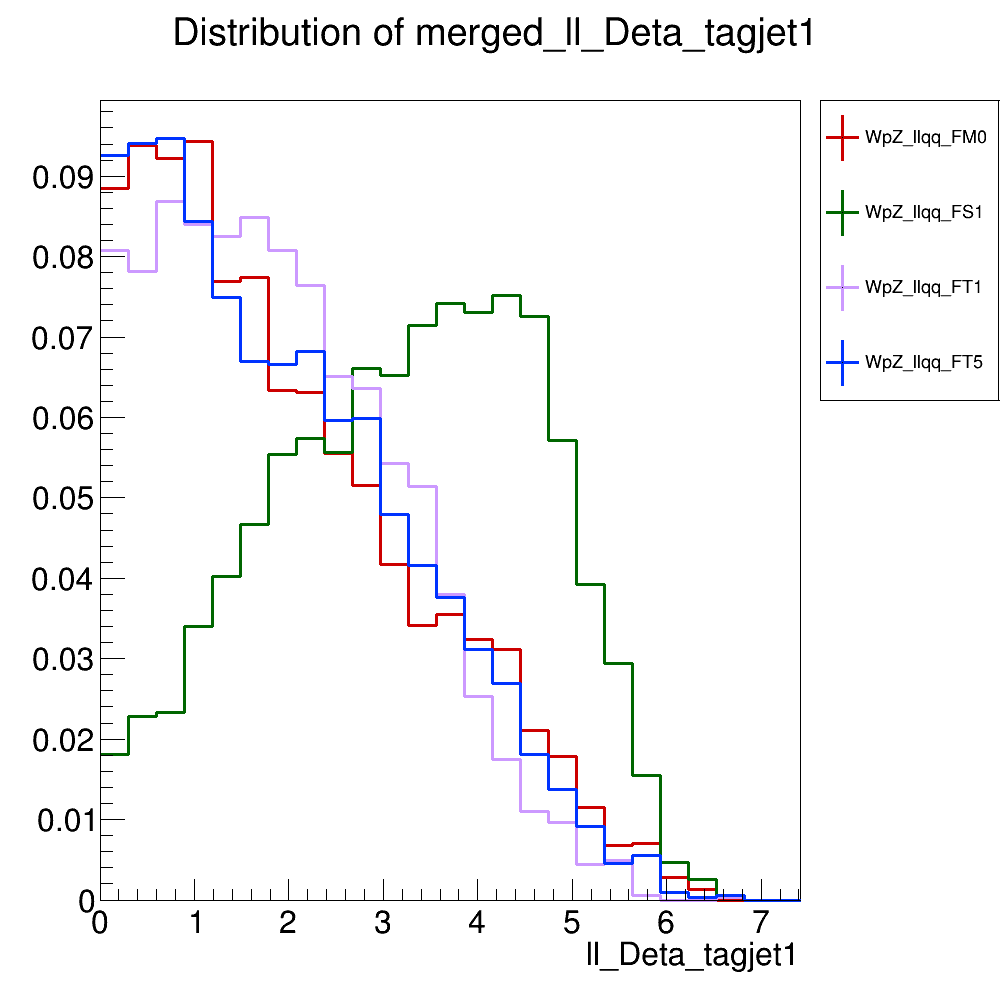 Distribution of merged_ll_Deta_tagjet1
WpZ_llqq_FM0
WpZ_llqq_FS1
WpZ_llqq_FT1
WpZ_llqq_FT5
0.09
0.08
0.07
0.06
0.05
0.04
0.03
0.02
0.01
0
0 1 2 3 4 5 6 7
ll_Deta_tagjet1